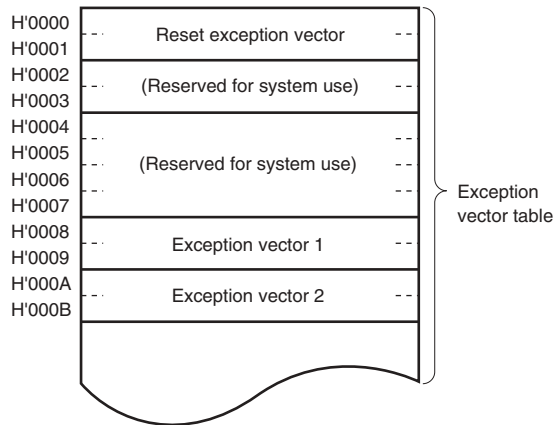 H'0000
H'0001
Reset exception vector
H'0002
H'0003
(Reserved for system use)
H'0004
H'0005
H'0006
H'0007
(Reserved for system use)
H'0008
H'0009
Exception vector 1
H'000A
H'000B
Exception vector 2
Exception
vector table